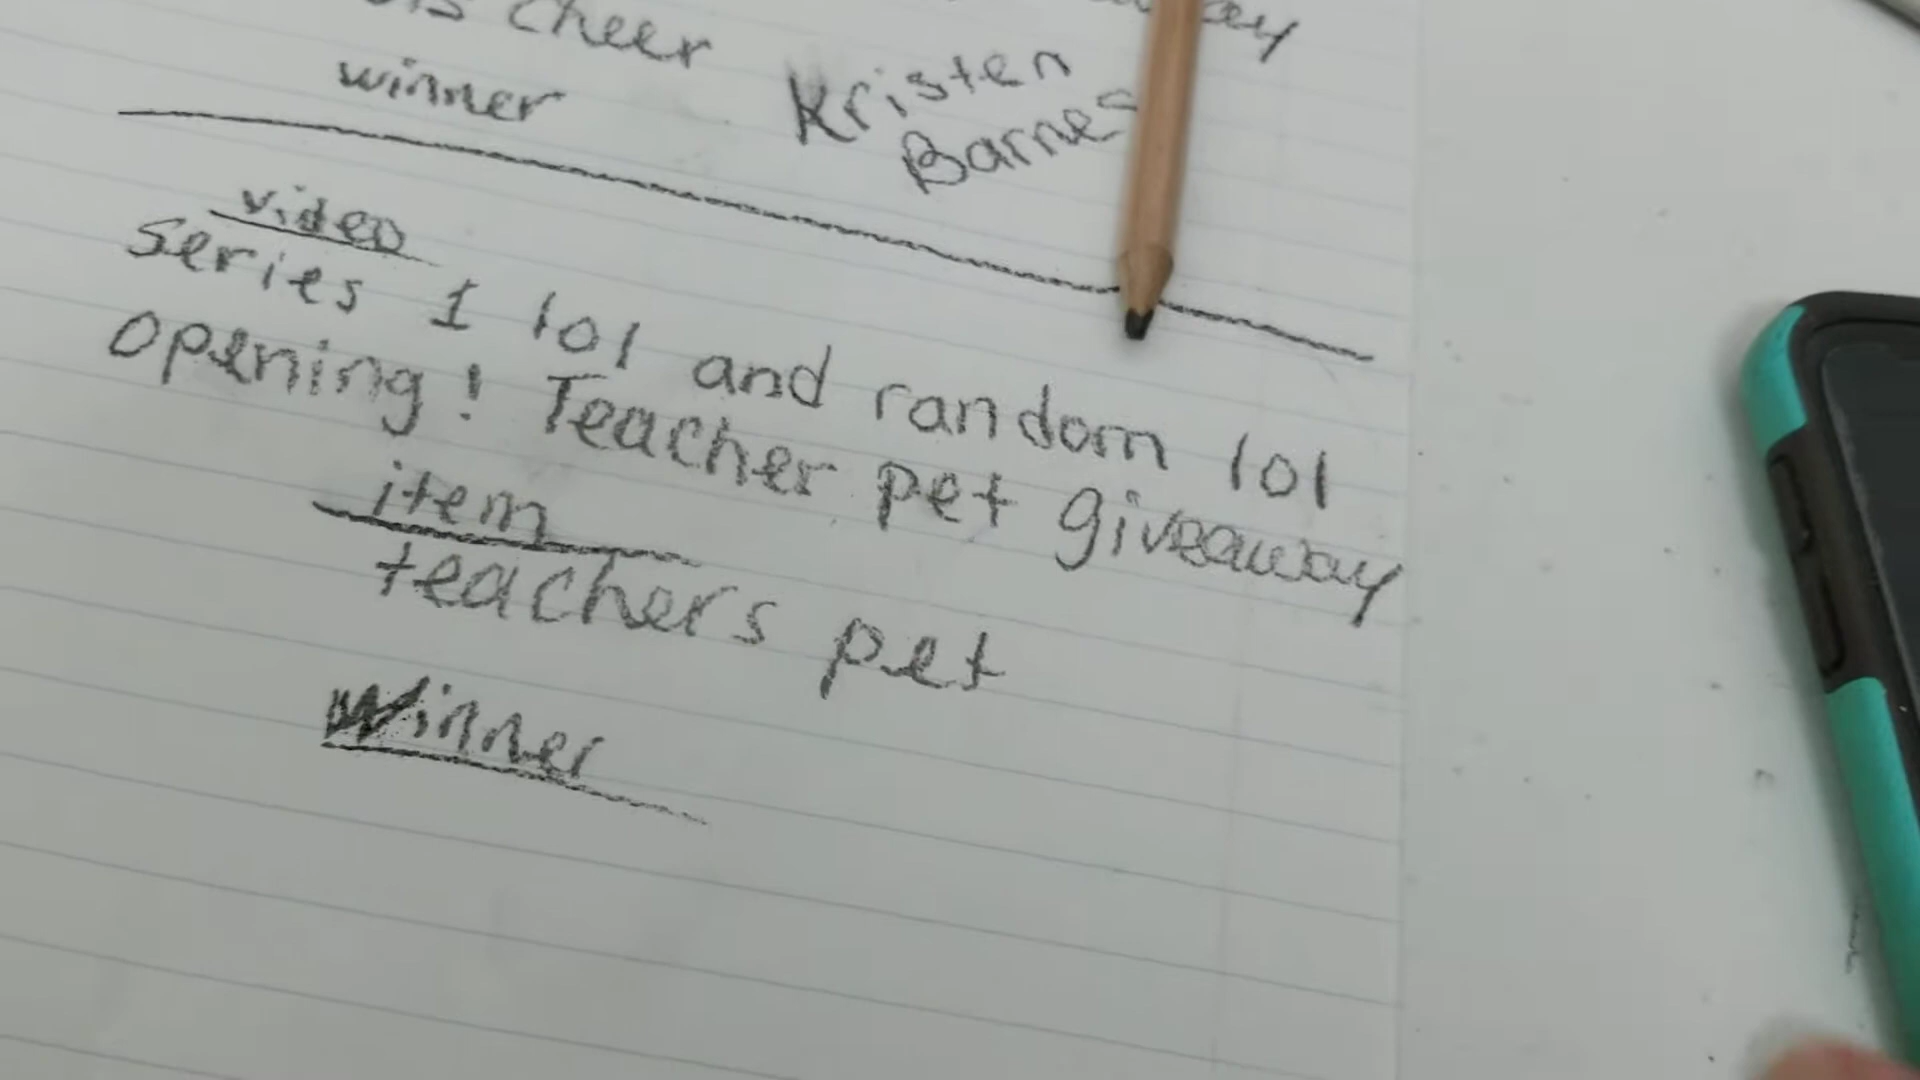 cheer
winner Kristen
Barnes
video
series 1 lol and random lol
opening! Teacher pet giveaway
item
teachers pet
Winner